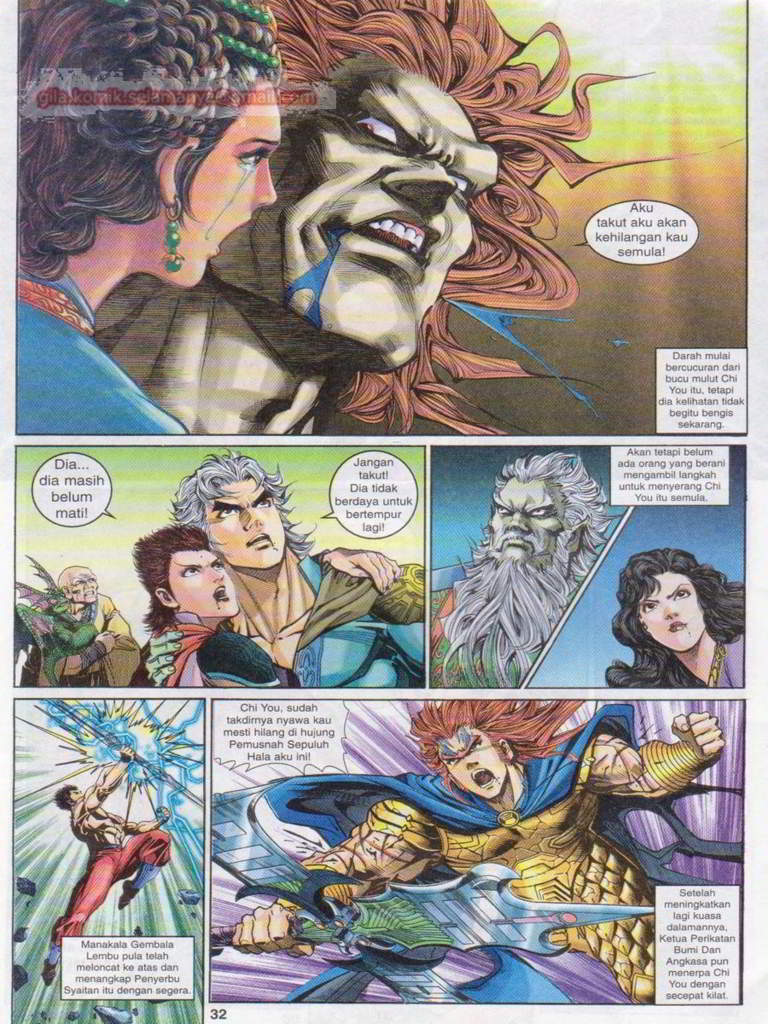 gila.komik.selamanya@gmail.com
Aku
takut aku akan
kehilangan kau
semula!
Darah mulai
bercucuran dari
bucu mulut Chi
You itu, tetapi
dia kelihatan tidak
begitu bengis
sekarang.
Dia...
dia masih
belum
mati!
Jangan
takut!
Dia tidak
berdaya untuk
bertempur
lagi!
Akan tetapi belum
ada orang yang berani
mengambil langkah
untuk menyerang Chi
You itu semula.
Manakala Gembala
Lembu pula telah
meloncat ke atas dan
menangkap Penyerbu
Syaitan itu dengan segera.
Chi You, sudah
takdirnya nyawa kau
mesti hilang di hujung
Pemusnah Sepuluh
Hala aku ini!
Setelah
meningkatkan
lagi kuasa
dalamannya,
Ketua Perikatan
Bumi Dan
Angkasa pun
menerpa Chi
You dengan
secepat kilat.
32